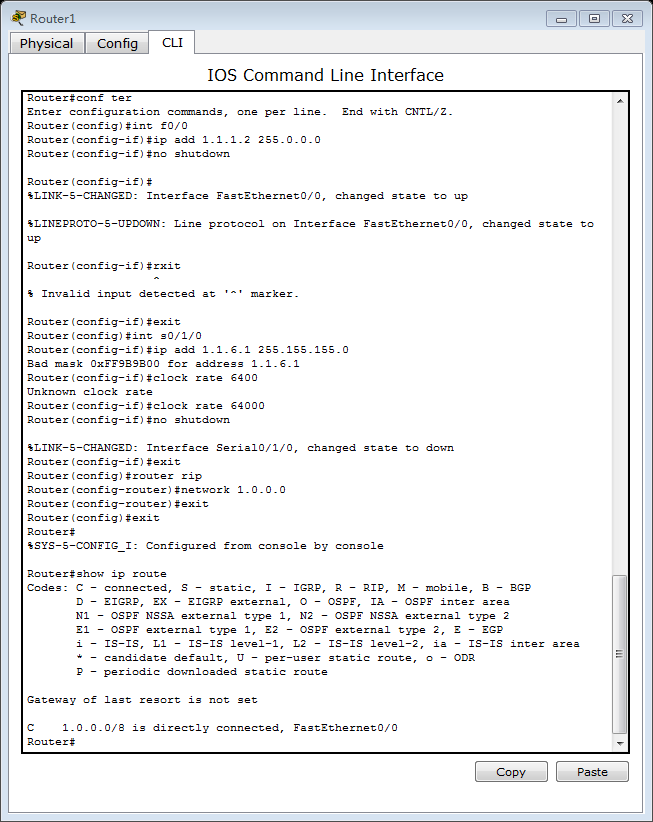 Router1
Physical Config CLI
IOS Command Line Interface
Router#conf ter
Enter configuration commands, one per line.  End with CNTL/Z.
Router(config)#int f0/0
Router(config-if)#ip add 1.1.1.2 255.0.0.0
Router(config-if)#no shutdown
Router(config-if)#
%LINK-5-CHANGED: Interface FastEthernet0/0, changed state to up
%LINEPROTO-5-UPDOWN: Line protocol on Interface FastEthernet0/0, changed state to
up
Router(config-if)#rxit
^
% Invalid input detected at '^' marker.
Router(config-if)#exit
Router(config)#int s0/1/0
Router(config-if)#ip add 1.1.6.1 255.155.155.0
Bad mask 0xFF9B9B00 for address 1.1.6.1
Router(config-if)#clock rate 6400
Unknown clock rate
Router(config-if)#clock rate 64000
Router(config-if)#no shutdown
%LINK-5-CHANGED: Interface Serial0/1/0, changed state to down
Router(config-if)#exit
Router(config)#router rip
Router(config-router)#network 1.0.0.0
Router(config-router)#exit
Router(config)#exit
Router#
%SYS-5-CONFIG_I: Configured from console by console
Router#show ip route
Codes: C - connected, S - static, I - IGRP, R - RIP, M - mobile, B - BGP
D - EIGRP, EX - EIGRP external, O - OSPF, IA - OSPF inter area
N1 - OSPF NSSA external type 1, N2 - OSPF NSSA external type 2
E1 - OSPF external type 1, E2 - OSPF external type 2, E - EGP
i - IS-IS, L1 - IS-IS level-1, L2 - IS-IS level-2, ia - IS-IS inter area
* - candidate default, U - per-user static route, o - ODR
P - periodic downloaded static route
Gateway of last resort is not set
C    1.0.0.0/8 is directly connected, FastEthernet0/0
Router#
Copy Paste